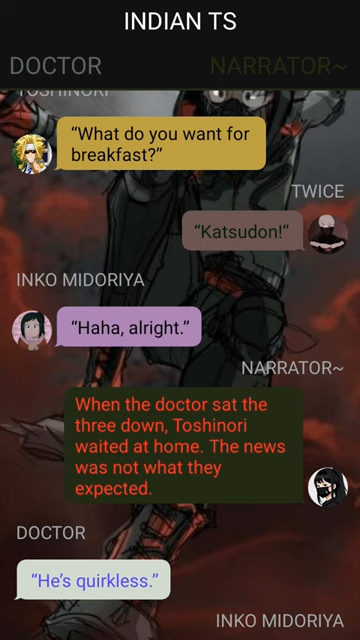 INDIAN TS
DOCTOR
NARRATOR~
TOSHINORI
“What do you want for
breakfast?”
TWICE
“Katsudon!”
INKO MIDORIYA
“Haha, alright.”
NARRATOR~
When the doctor sat the
three down, Toshinori
waited at home. The news
was not what they
expected.
DOCTOR
“He’s quirkless.”
INKO MIDORIYA